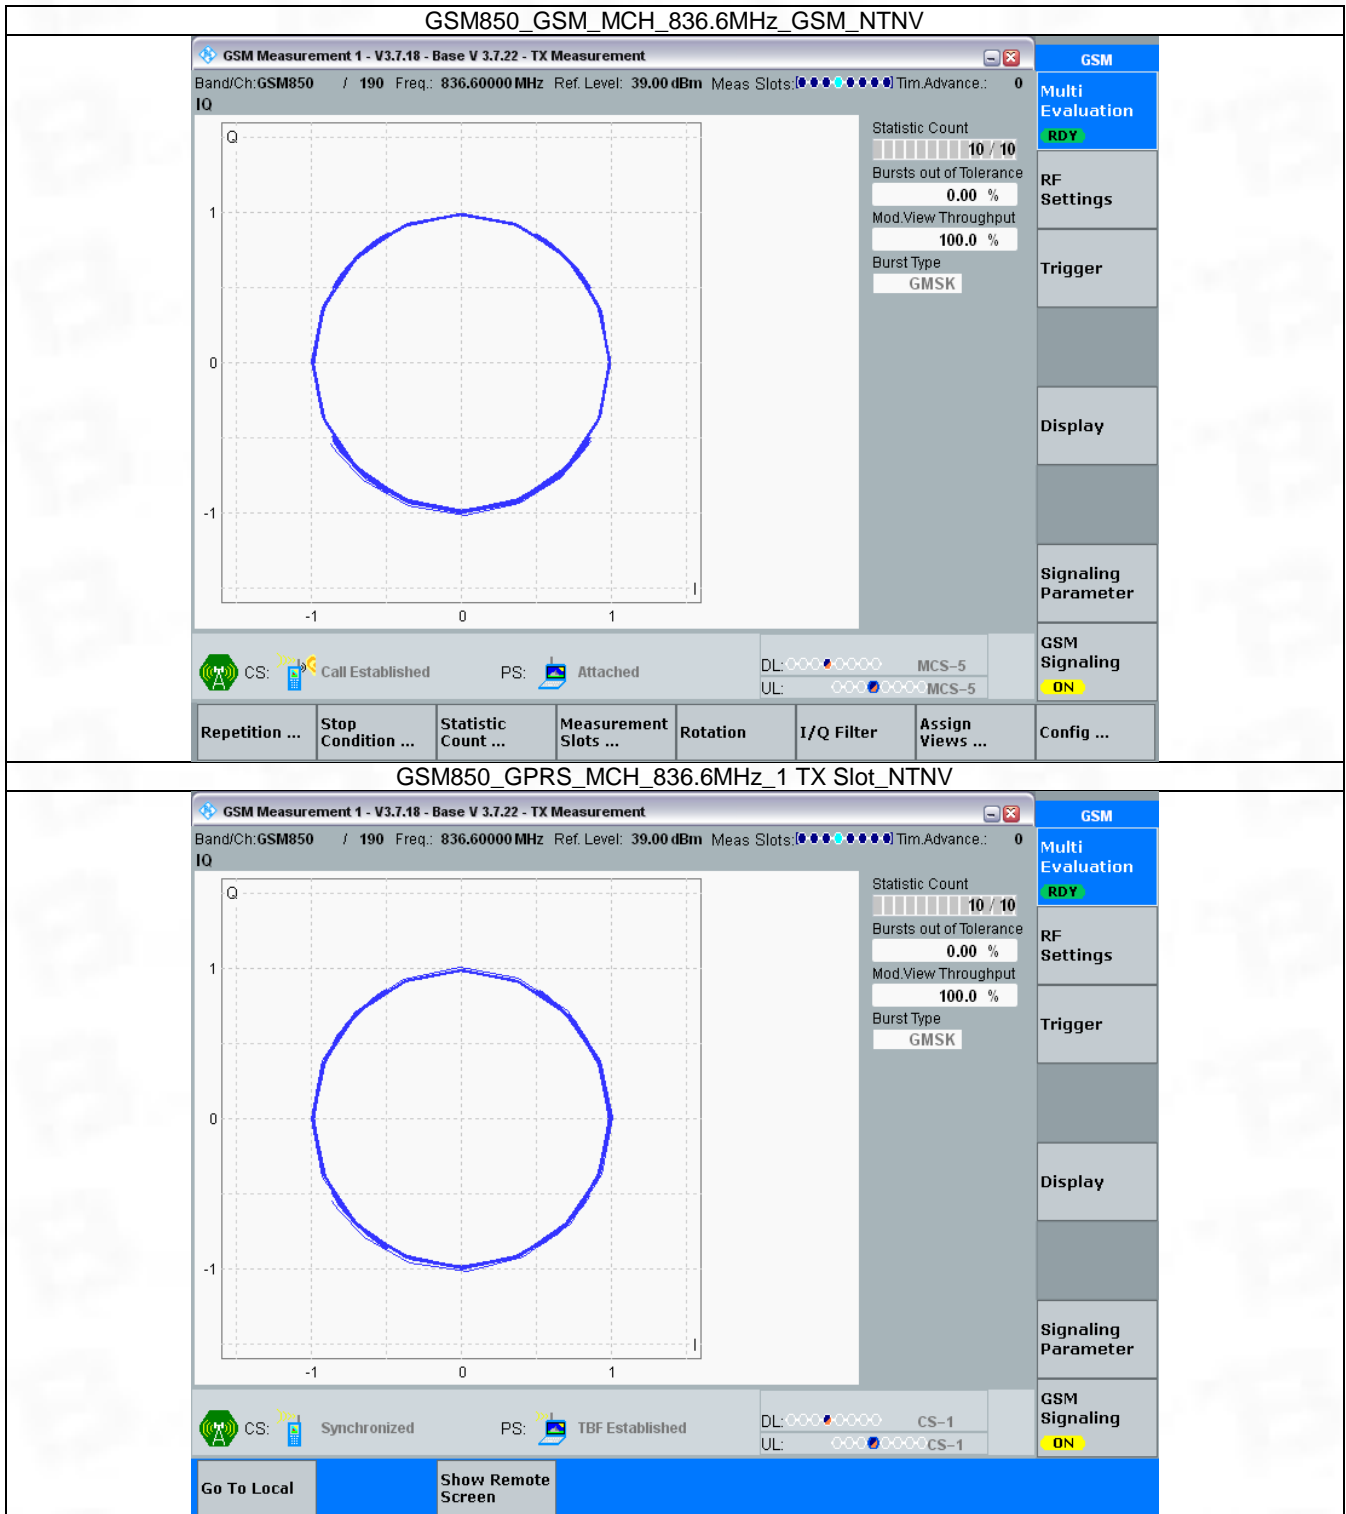 GSM850_GSM_MCH_836.6MHz_GSM_NTNV
GSM Measurement 1 - V3.7.18 - Base V 3.7.22 - TX Measurement
GSM
Band/Ch:GSM850 / 190 Freq.: 836.60000 MHz Ref. Level: 39.00 dBm Meas Slots: Tim.Advance.: 0
IQ
Multi
Evaluation
RDY
Q
Statistic Count
10 / 10
Bursts out of Tolerance
0.00 %
Mod.View Throughput
100.0 %
Burst Type
GMSK
RF
Settings
Trigger
1
0
-1
I
-1 0 1
Display
Signaling
Parameter
GSM
Signaling
ON
CS: Call Established PS: Attached DL: MCS-5
UL: MCS-5
Repetition ...
Stop
Condition ...
Statistic
Count ...
Measurement
Slots ...
Rotation
I/Q Filter
Assign
Views ...
Config ...
GSM850_GPRS_MCH_836.6MHz_1 TX Slot_NTNV
GSM Measurement 1 - V3.7.18 - Base V 3.7.22 - TX Measurement
GSM
Band/Ch:GSM850 / 190 Freq.: 836.60000 MHz Ref. Level: 39.00 dBm Meas Slots: Tim.Advance.: 0
IQ
Multi
Evaluation
RDY
Q
Statistic Count
10 / 10
Bursts out of Tolerance
0.00 %
Mod.View Throughput
100.0 %
Burst Type
GMSK
RF
Settings
Trigger
1
0
-1
I
-1 0 1
Display
Signaling
Parameter
GSM
Signaling
ON
CS: Synchronized PS: TBF Established DL: CS-1
UL: CS-1
Go To Local
Show Remote
Screen